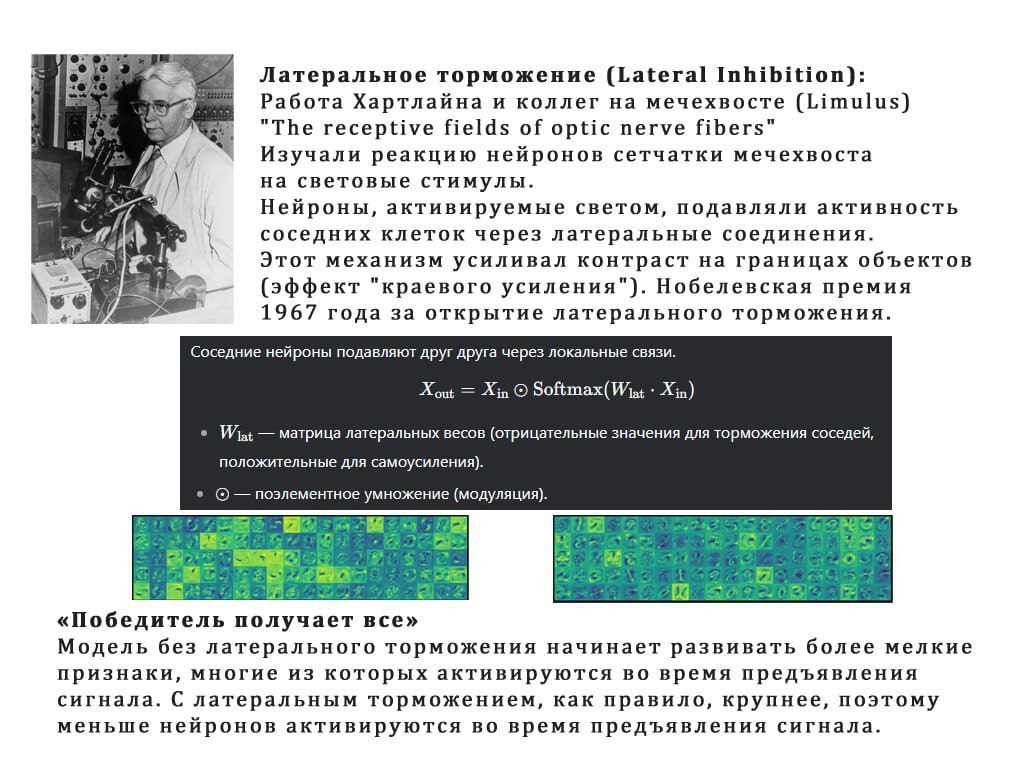 Латеральное торможение (Lateral Inhibition):
Работа Хартлайна и коллег на мечехвосте (Limulus)
"The receptive fields of optic nerve fibers"
Изучали реакцию нейронов сетчатки мечехвоста
на световые стимулы.
Нейроны, активируемые светом, подавляли активность
соседних клеток через латеральные соединения.
Этот механизм усиливал контраст на границах объектов
(эффект "краевого усиления"). Нобелевская премия
1967 года за открытие латерального торможения.
Соседние нейроны подавляют друг друга через локальные связи.
X_out = X_in ⊙ Softmax(W_lat · X_in)
• W_lat — матрица латеральных весов (отрицательные значения для торможения соседей,
положительные для самоусиления).
• ⊙ — поэлементное умножение (модуляция).
«Победитель получает все»
Модель без латерального торможения начинает развивать более мелкие
признаки, многие из которых активируются во время предъявления
сигнала. С латеральным торможением, как правило, крупнее, поэтому
меньше нейронов активируются во время предъявления сигнала.